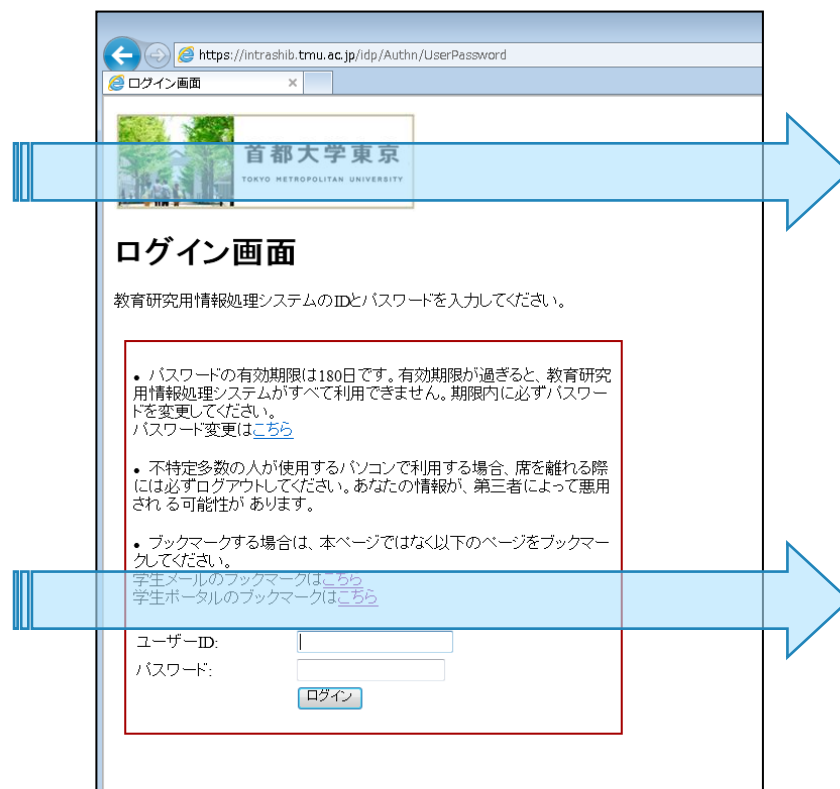 https://intrashib.tmu.ac.jp/idp/Authn/UserPassword
ログイン画面
首都大学東京
TOKYO METROPOLITAN UNIVERSITY
ログイン画面
教育研究用情報処理システムのIDとパスワードを入力してください。
• パスワードの有効期限は180日です。有効期限が過ぎると、教育研究
用情報処理システムがすべて利用できません。期限内に必ずパスワー
ドを変更してください。
パスワード変更はこちら
• 不特定多数の人が使用するパソコンで利用する場合、席を離れる際
には必ずログアウトしてください。あなたの情報が、第三者によって悪用
され る可能性が あります。
• ブックマークする場合は、本ページではなく以下のページをブックマー
クしてください。
学生メールのブックマークはこちら
学生ポータルのブックマークはこちら
ユーザーID:
パスワード:
ログイン